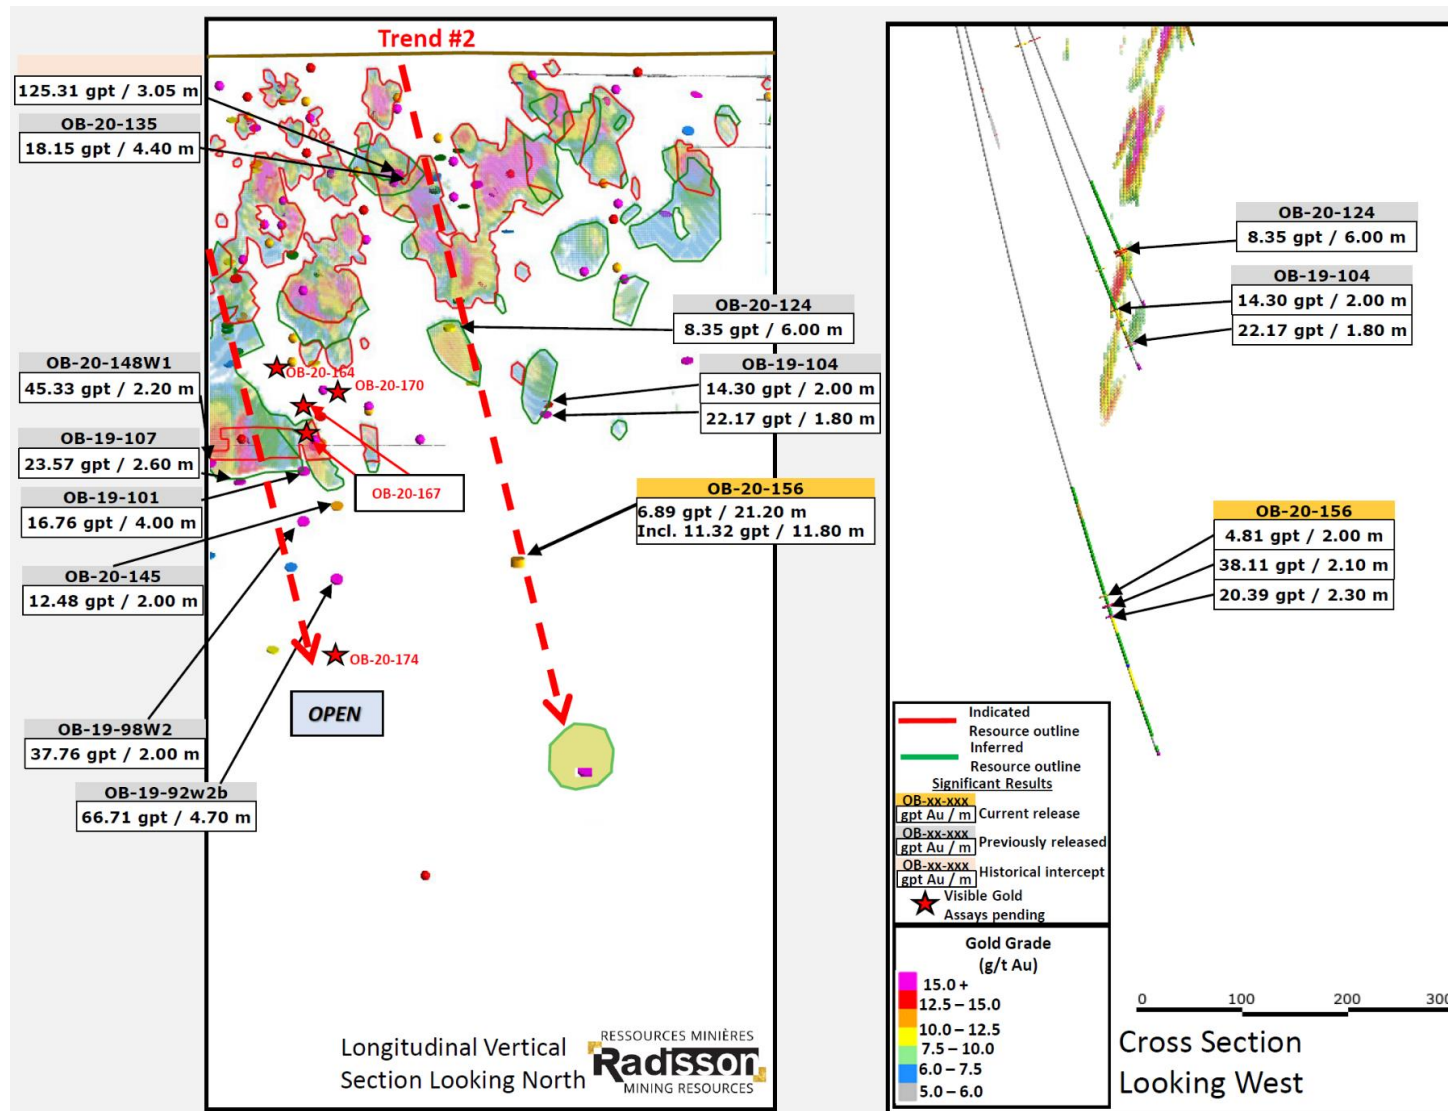 Trend #2
125.31 gpt / 3.05 m
OB-20-135
18.15 gpt / 4.40 m
OB-20-148W1
45.33 gpt / 2.20 m
OB-19-107
23.57 gpt / 2.60 m
OB-19-101
16.76 gpt / 4.00 m
OB-20-145
12.48 gpt / 2.00 m
OB-19-98W2
37.76 gpt / 2.00 m
OB-19-92w2b
66.71 gpt / 4.70 m
OB-20-164
OB-20-170
OB-20-167
OB-20-174
OPEN
OB-20-124
8.35 gpt / 6.00 m
OB-19-104
14.30 gpt / 2.00 m
22.17 gpt / 1.80 m
OB-20-156
6.89 gpt / 21.20 m
Incl. 11.32 gpt / 11.80 m
Longitudinal Vertical
Section Looking North
RESSOURCES MINIÈRES
Radisson
MINING RESOURCES
OB-20-124
8.35 gpt / 6.00 m
OB-19-104
14.30 gpt / 2.00 m
22.17 gpt / 1.80 m
OB-20-156
4.81 gpt / 2.00 m
38.11 gpt / 2.10 m
20.39 gpt / 2.30 m
Indicated
Resource outline
Inferred
Resource outline
Significant Results
OB-xx-xxx
gpt Au / m
Current release
OB-xx-xxx
gpt Au / m
Previously released
OB-xx-xxx
gpt Au / m
Historical intercept
Visible Gold
Assays pending
Gold Grade
(g/t Au)
15.0 +
12.5 – 15.0
10.0 – 12.5
7.5 – 10.0
6.0 – 7.5
5.0 – 6.0
0 100 200 300
Cross Section
Looking West